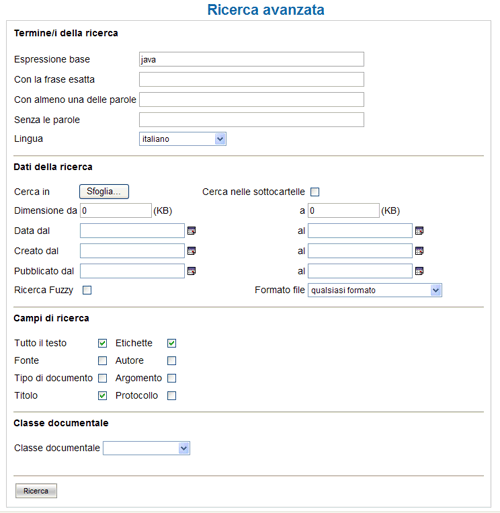 Ricerca avanzata
Termine/i della ricerca
Espressione base java
Con la frase esatta
Con almeno una delle parole
Senza le parole
Lingua italiano
Dati della ricerca
Cerca in Sfoglia... Cerca nelle sottocartelle
Dimensione da 0 (KB) a 0 (KB)
Data dal al
Creato dal al
Pubblicato dal al
Ricerca Fuzzy Formato file qualsiasi formato
Campi di ricerca
Tutto il testo Etichette
Fonte Autore
Tipo di documento Argomento
Titolo Protocollo
Classe documentale
Classe documentale
Ricerca